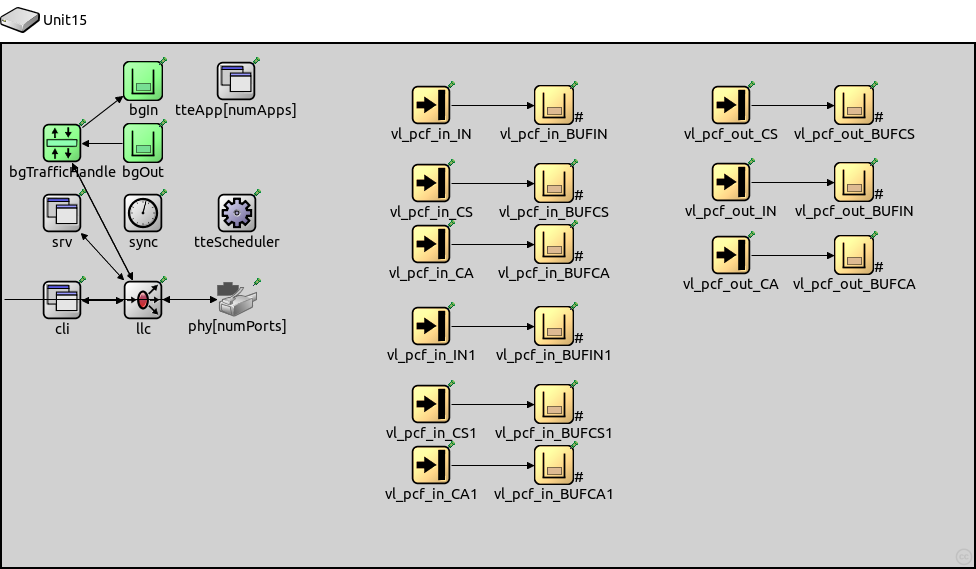 Unit15
bgIn
tteApp[numApps]
bgTrafficHandle
bgOut
srv
sync
tteScheduler
cli
llc
phy[numPorts]
vl_pcf_in_IN
#
vl_pcf_in_BUFIN
vl_pcf_in_CS
#
vl_pcf_in_BUFCS
vl_pcf_in_CA
#
vl_pcf_in_BUFCA
vl_pcf_in_IN1
#
vl_pcf_in_BUFIN1
vl_pcf_in_CS1
#
vl_pcf_in_BUFCS1
vl_pcf_in_CA1
#
vl_pcf_in_BUFCA1
vl_pcf_out_CS
#
vl_pcf_out_BUFCS
vl_pcf_out_IN
#
vl_pcf_out_BUFIN
vl_pcf_out_CA
#
vl_pcf_out_BUFCA